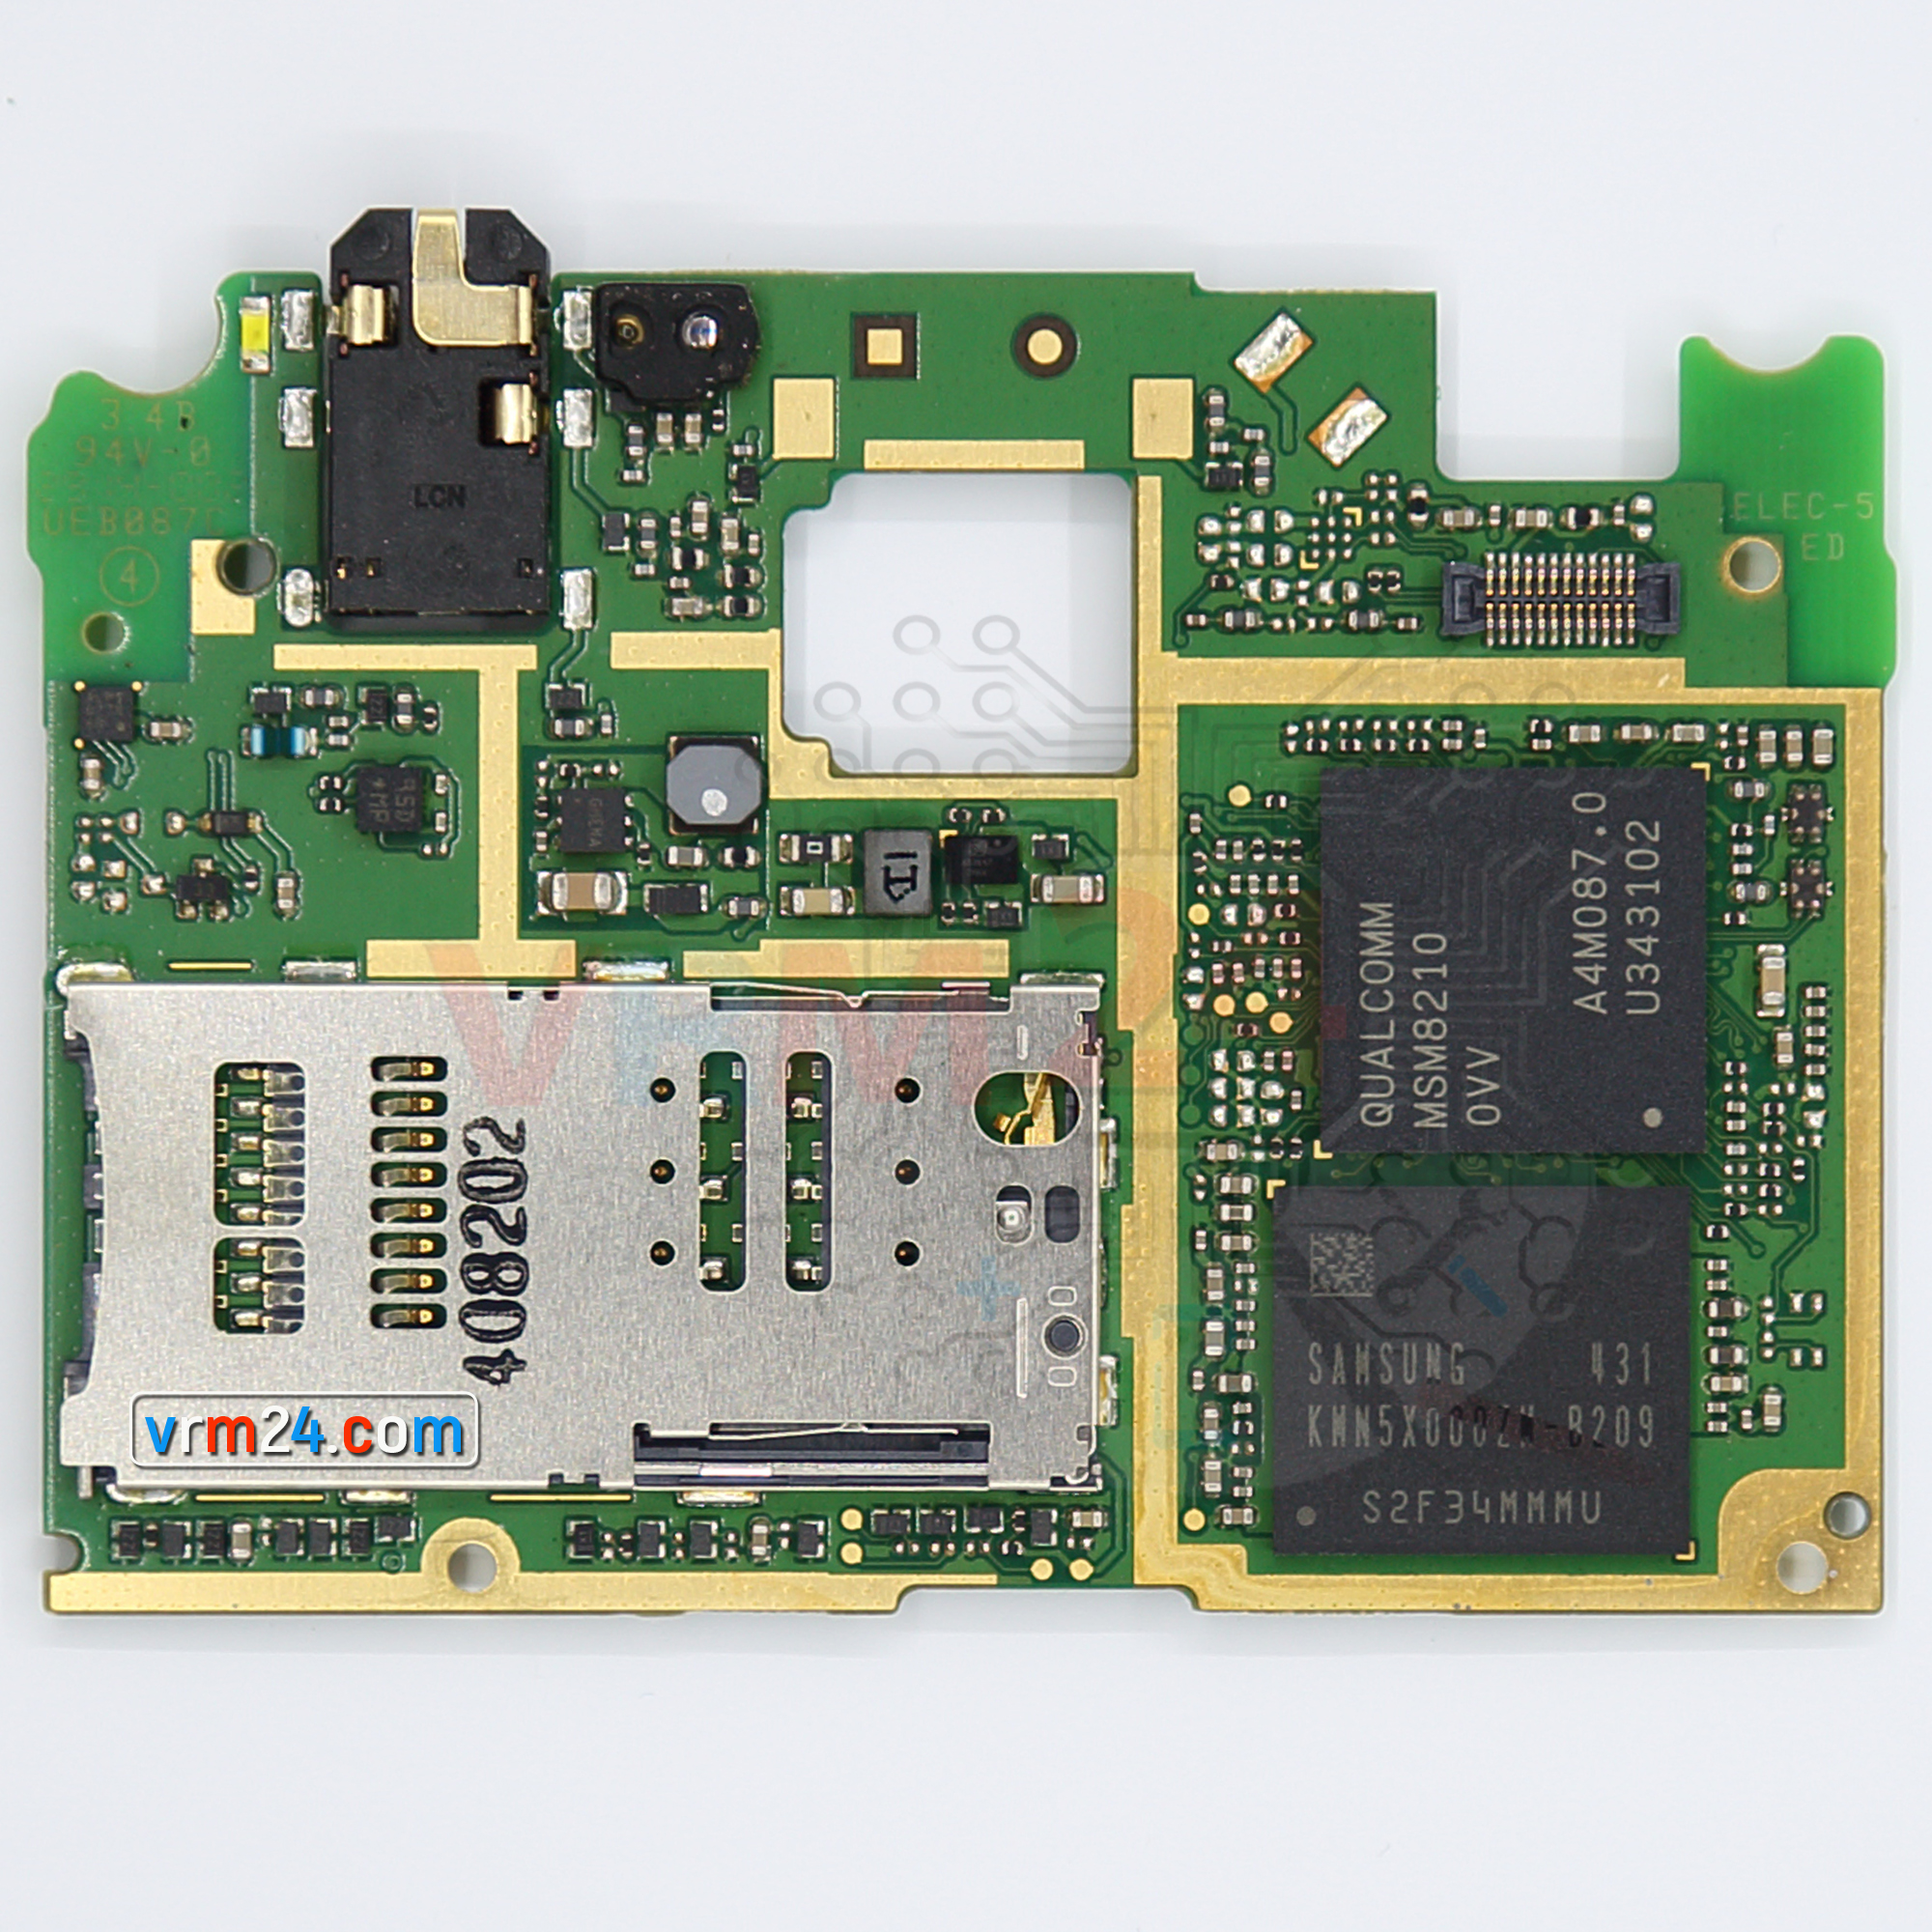 94V-0
UEB087C
4
LCN
ELEC-5
ED
QUALCOMM
MSM8210
0VV
A4M087.0
U343102
SAMSUNG 431
S2F34MMMU
408202
vrm24.com